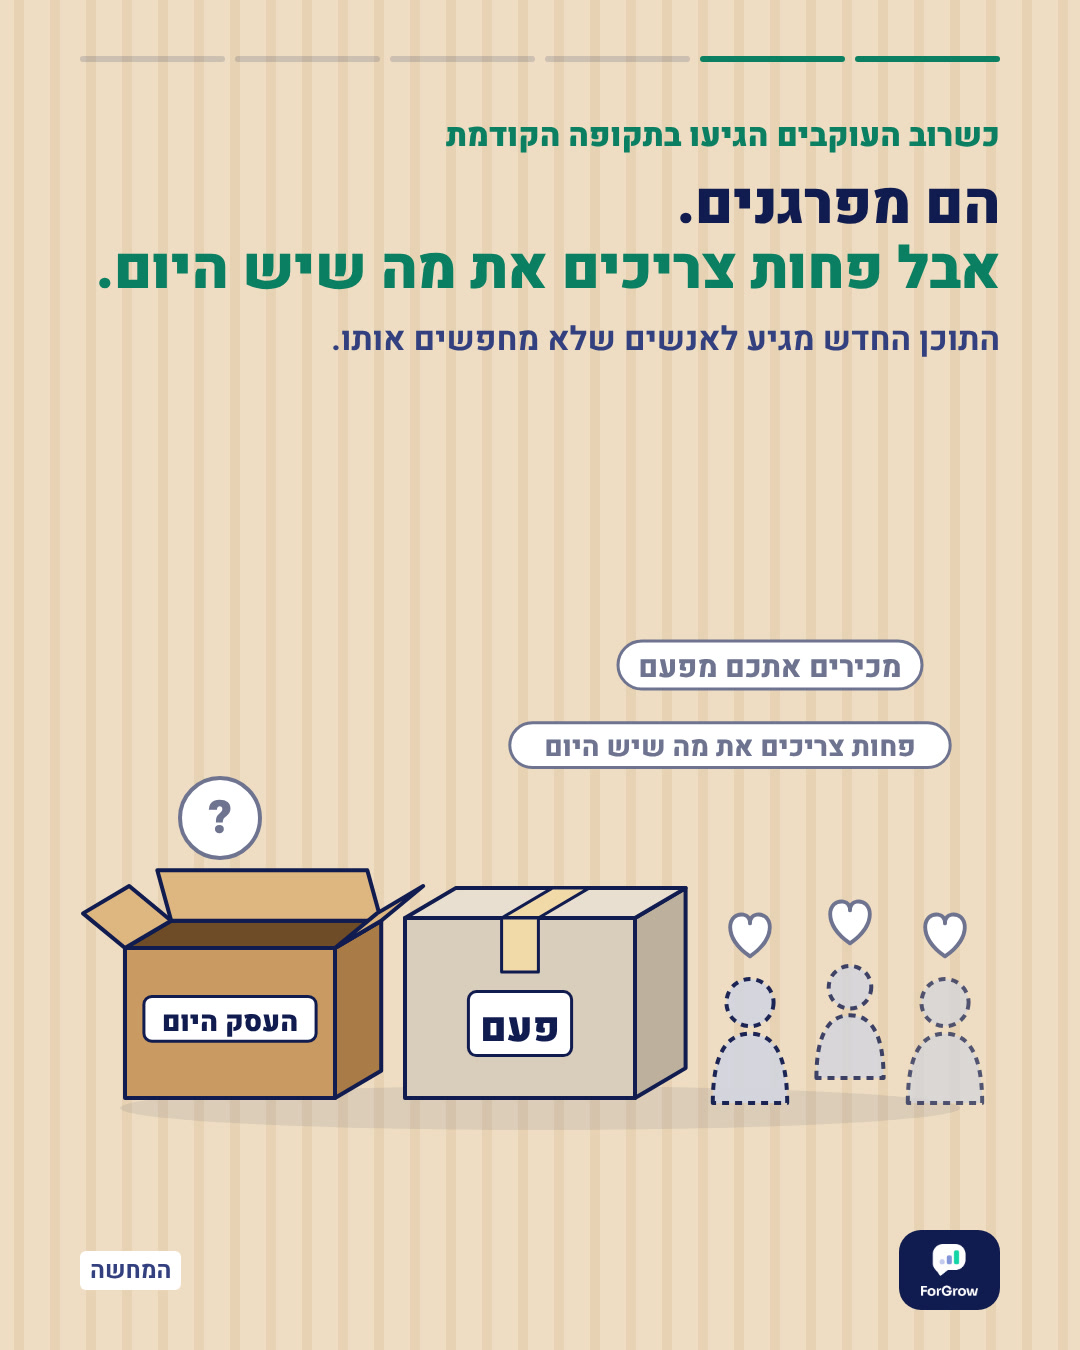 כשרוב העוקבים הגיעו בתקופה הקודמת
הם מפרגנים.
אבל פחות צריכים את מה שיש היום.
התוכן החדש מגיע לאנשים שלא מחפשים אותו.
מכירים אתכם מפעם
פחות צריכים את מה שיש היום
?
פעם
העסק היום
ForGrow
המחשה